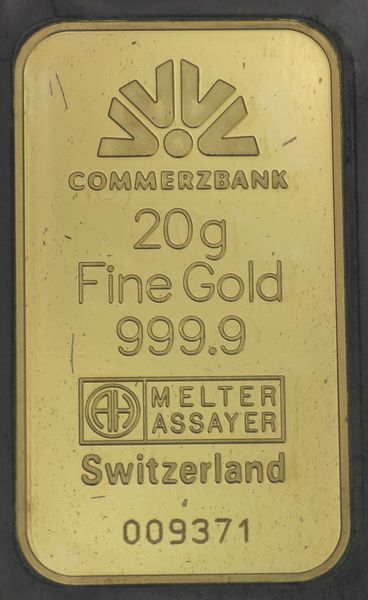 COMMERZBANK
20g
Fine Gold
999.9
AH MELTER
ASSAYER
Switzerland
009371